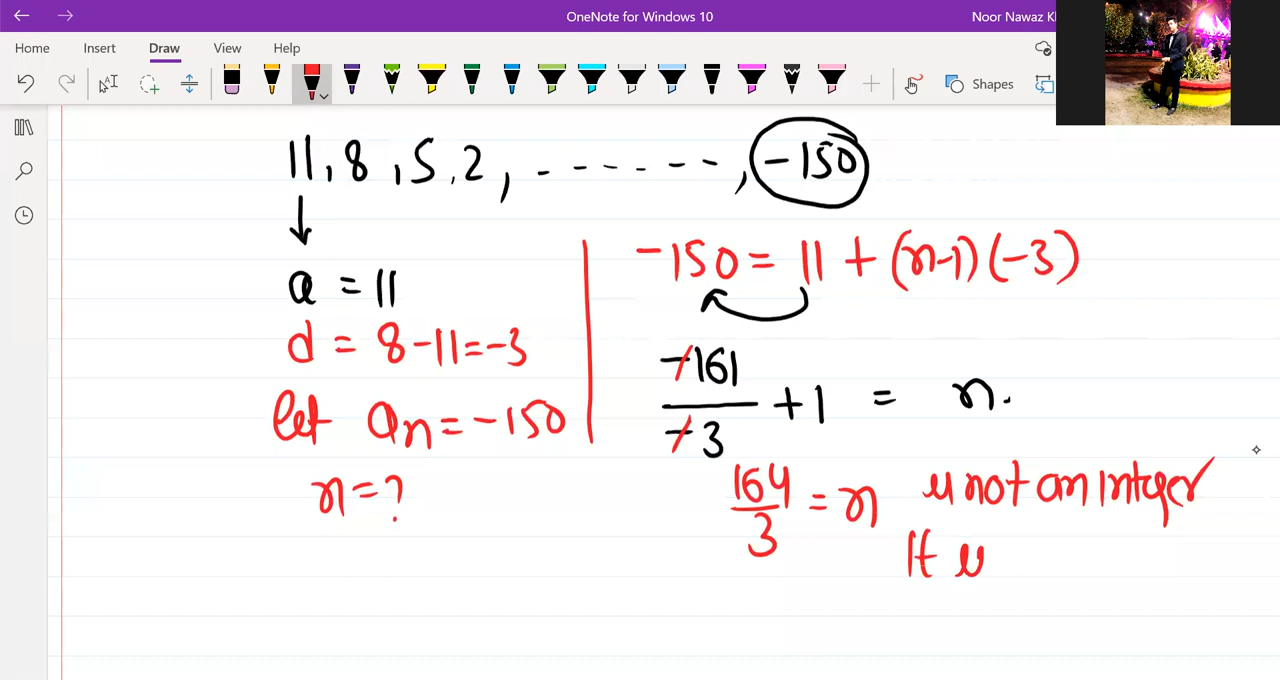 OneNote for Windows 10
Noor Nawaz Kh
Home Insert Draw View Help
Shapes
11, 8, 5, 2, ......., -150
a = 11
d = 8-11=-3
let an = -150
n = ?
-150 = 11 + (n-1)(-3)
-161/-3 + 1 = n.
164/3 = n is not an integer
It is